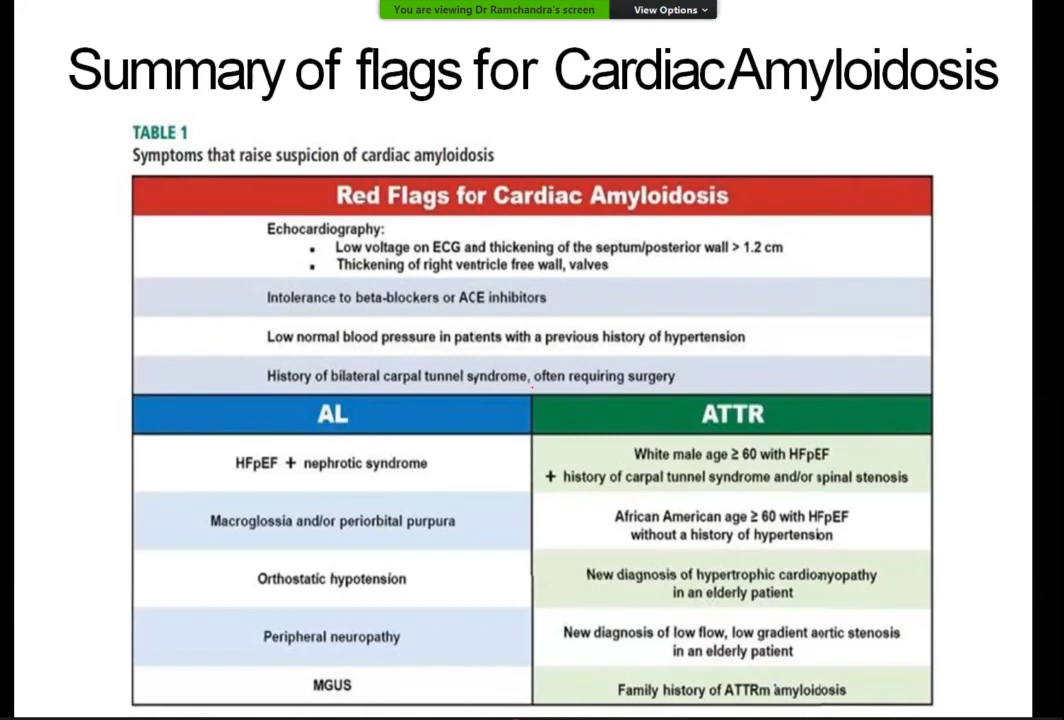 You are viewing Dr Ramchandra's screen
View Options
Summary of flags for Cardiac Amyloidosis
TABLE 1
Symptoms that raise suspicion of cardiac amyloidosis
Red Flags for Cardiac Amyloidosis
Echocardiography:
▪ Low voltage on ECG and thickening of the septum/posterior wall > 1.2 cm
▪ Thickening of right ventricle free wall, valves
Intolerance to beta-blockers or ACE inhibitors
Low normal blood pressure in patients with a previous history of hypertension
History of bilateral carpal tunnel syndrome, often requiring surgery
AL
HFpEF + nephrotic syndrome
Macroglossia and/or periorbital purpura
Orthostatic hypotension
Peripheral neuropathy
MGUS
ATTR
White male age ≥ 60 with HFpEF
+ history of carpal tunnel syndrome and/or spinal stenosis
African American age ≥ 60 with HFpEF
without a history of hypertension
New diagnosis of hypertrophic cardiomyopathy
in an elderly patient
New diagnosis of low flow, low gradient aortic stenosis
in an elderly patient
Family history of ATTRm amyloidosis